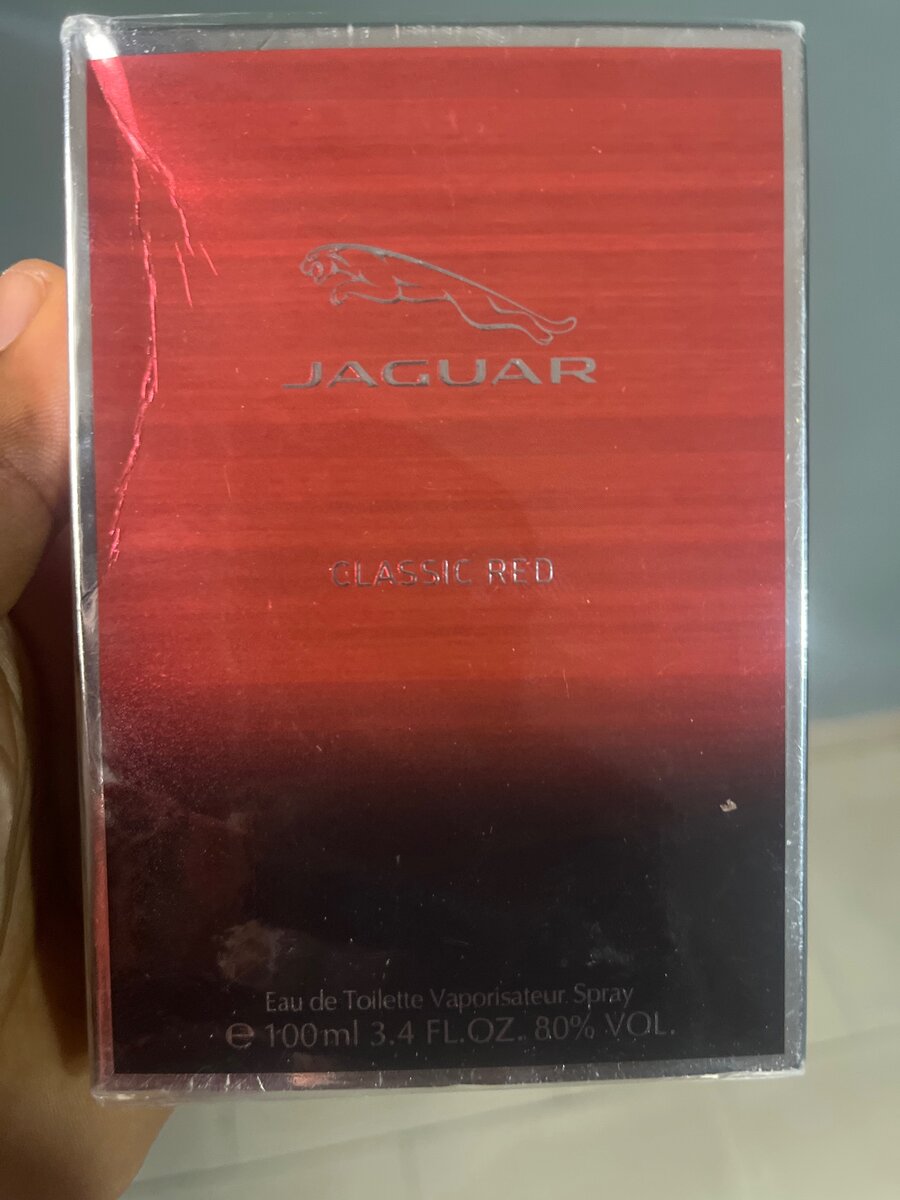 JAGUAR
CLASSIC RED
Eau de Toilette Vaporisateur Spray
℮ 100ml 3.4 FL.OZ. 80% VOL.